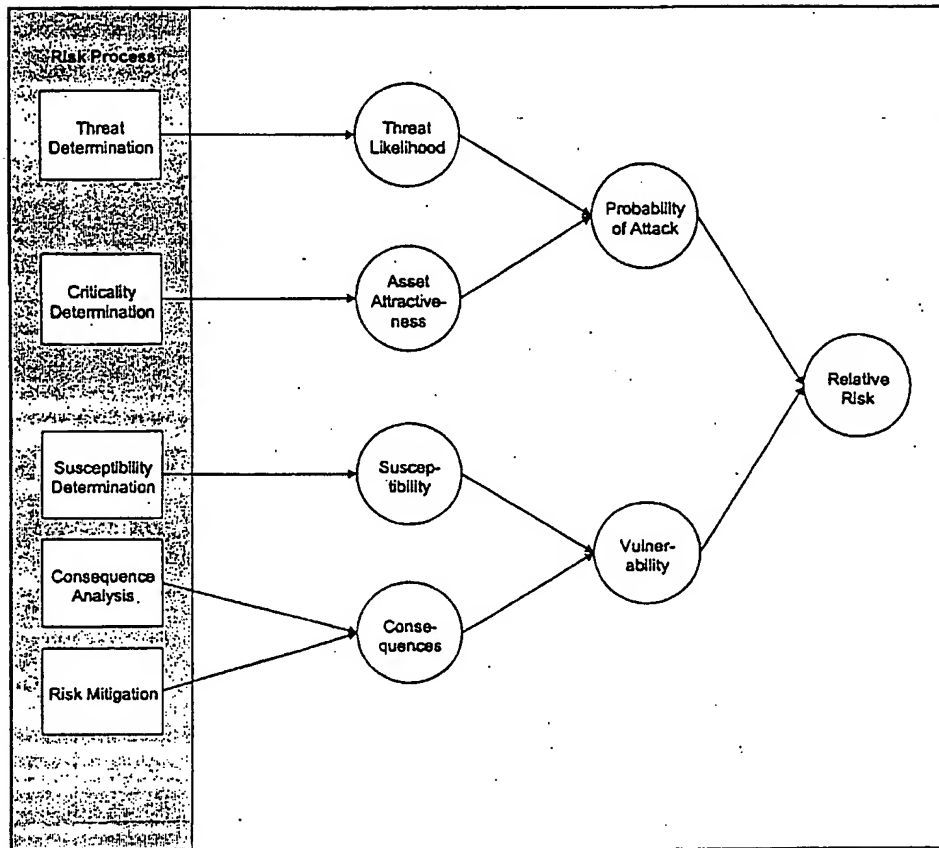 Risk Process
Threat
Determination
Threat
Likelihood
Probability
of Attack
Criticality
Determination
Asset
Attractive-
ness
Relative
Risk
Susceptibility
Determination
Suscep-
tibility
Vulner-
ability
Consequence
Analysis
Conse-
quences
Risk Mitigation